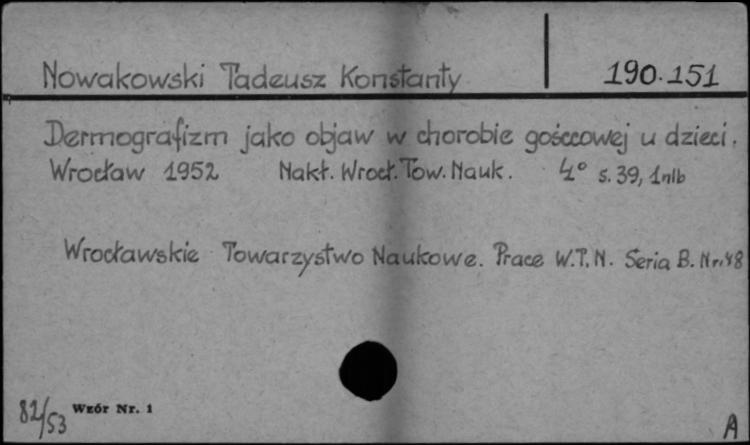 Nowakowski Tadeusz Konstanty 190.151
Dermografizm jako objaw w chorobie gośćcowej u dzieci.
Wrocław 1952 Nakł. Wrocł. Tow. Nauk. 4° s. 39, 1nlb
Wrocławskie Towarzystwo Naukowe. Prace W.T.N. Seria B. Nr.48
82/53 Wzór Nr. 1
A